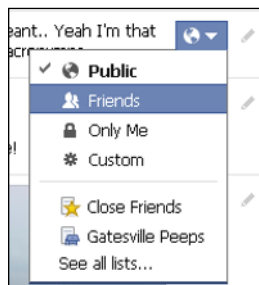 eant.. Yeah I'm that
Public
Friends
Only Me
e!
Custom
Close Friends
Gatesville Peeps
See all lists...